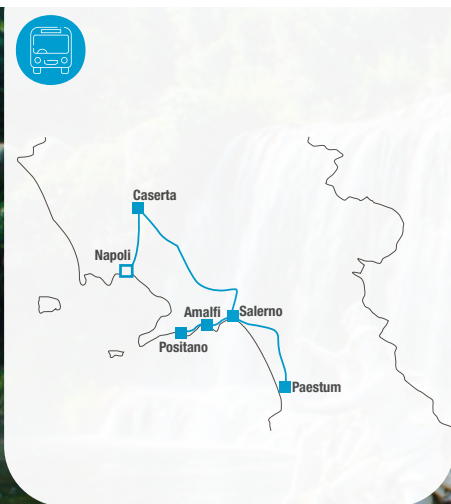 Caserta
Napoli
Amalfi
Salerno
Positano
Paestum